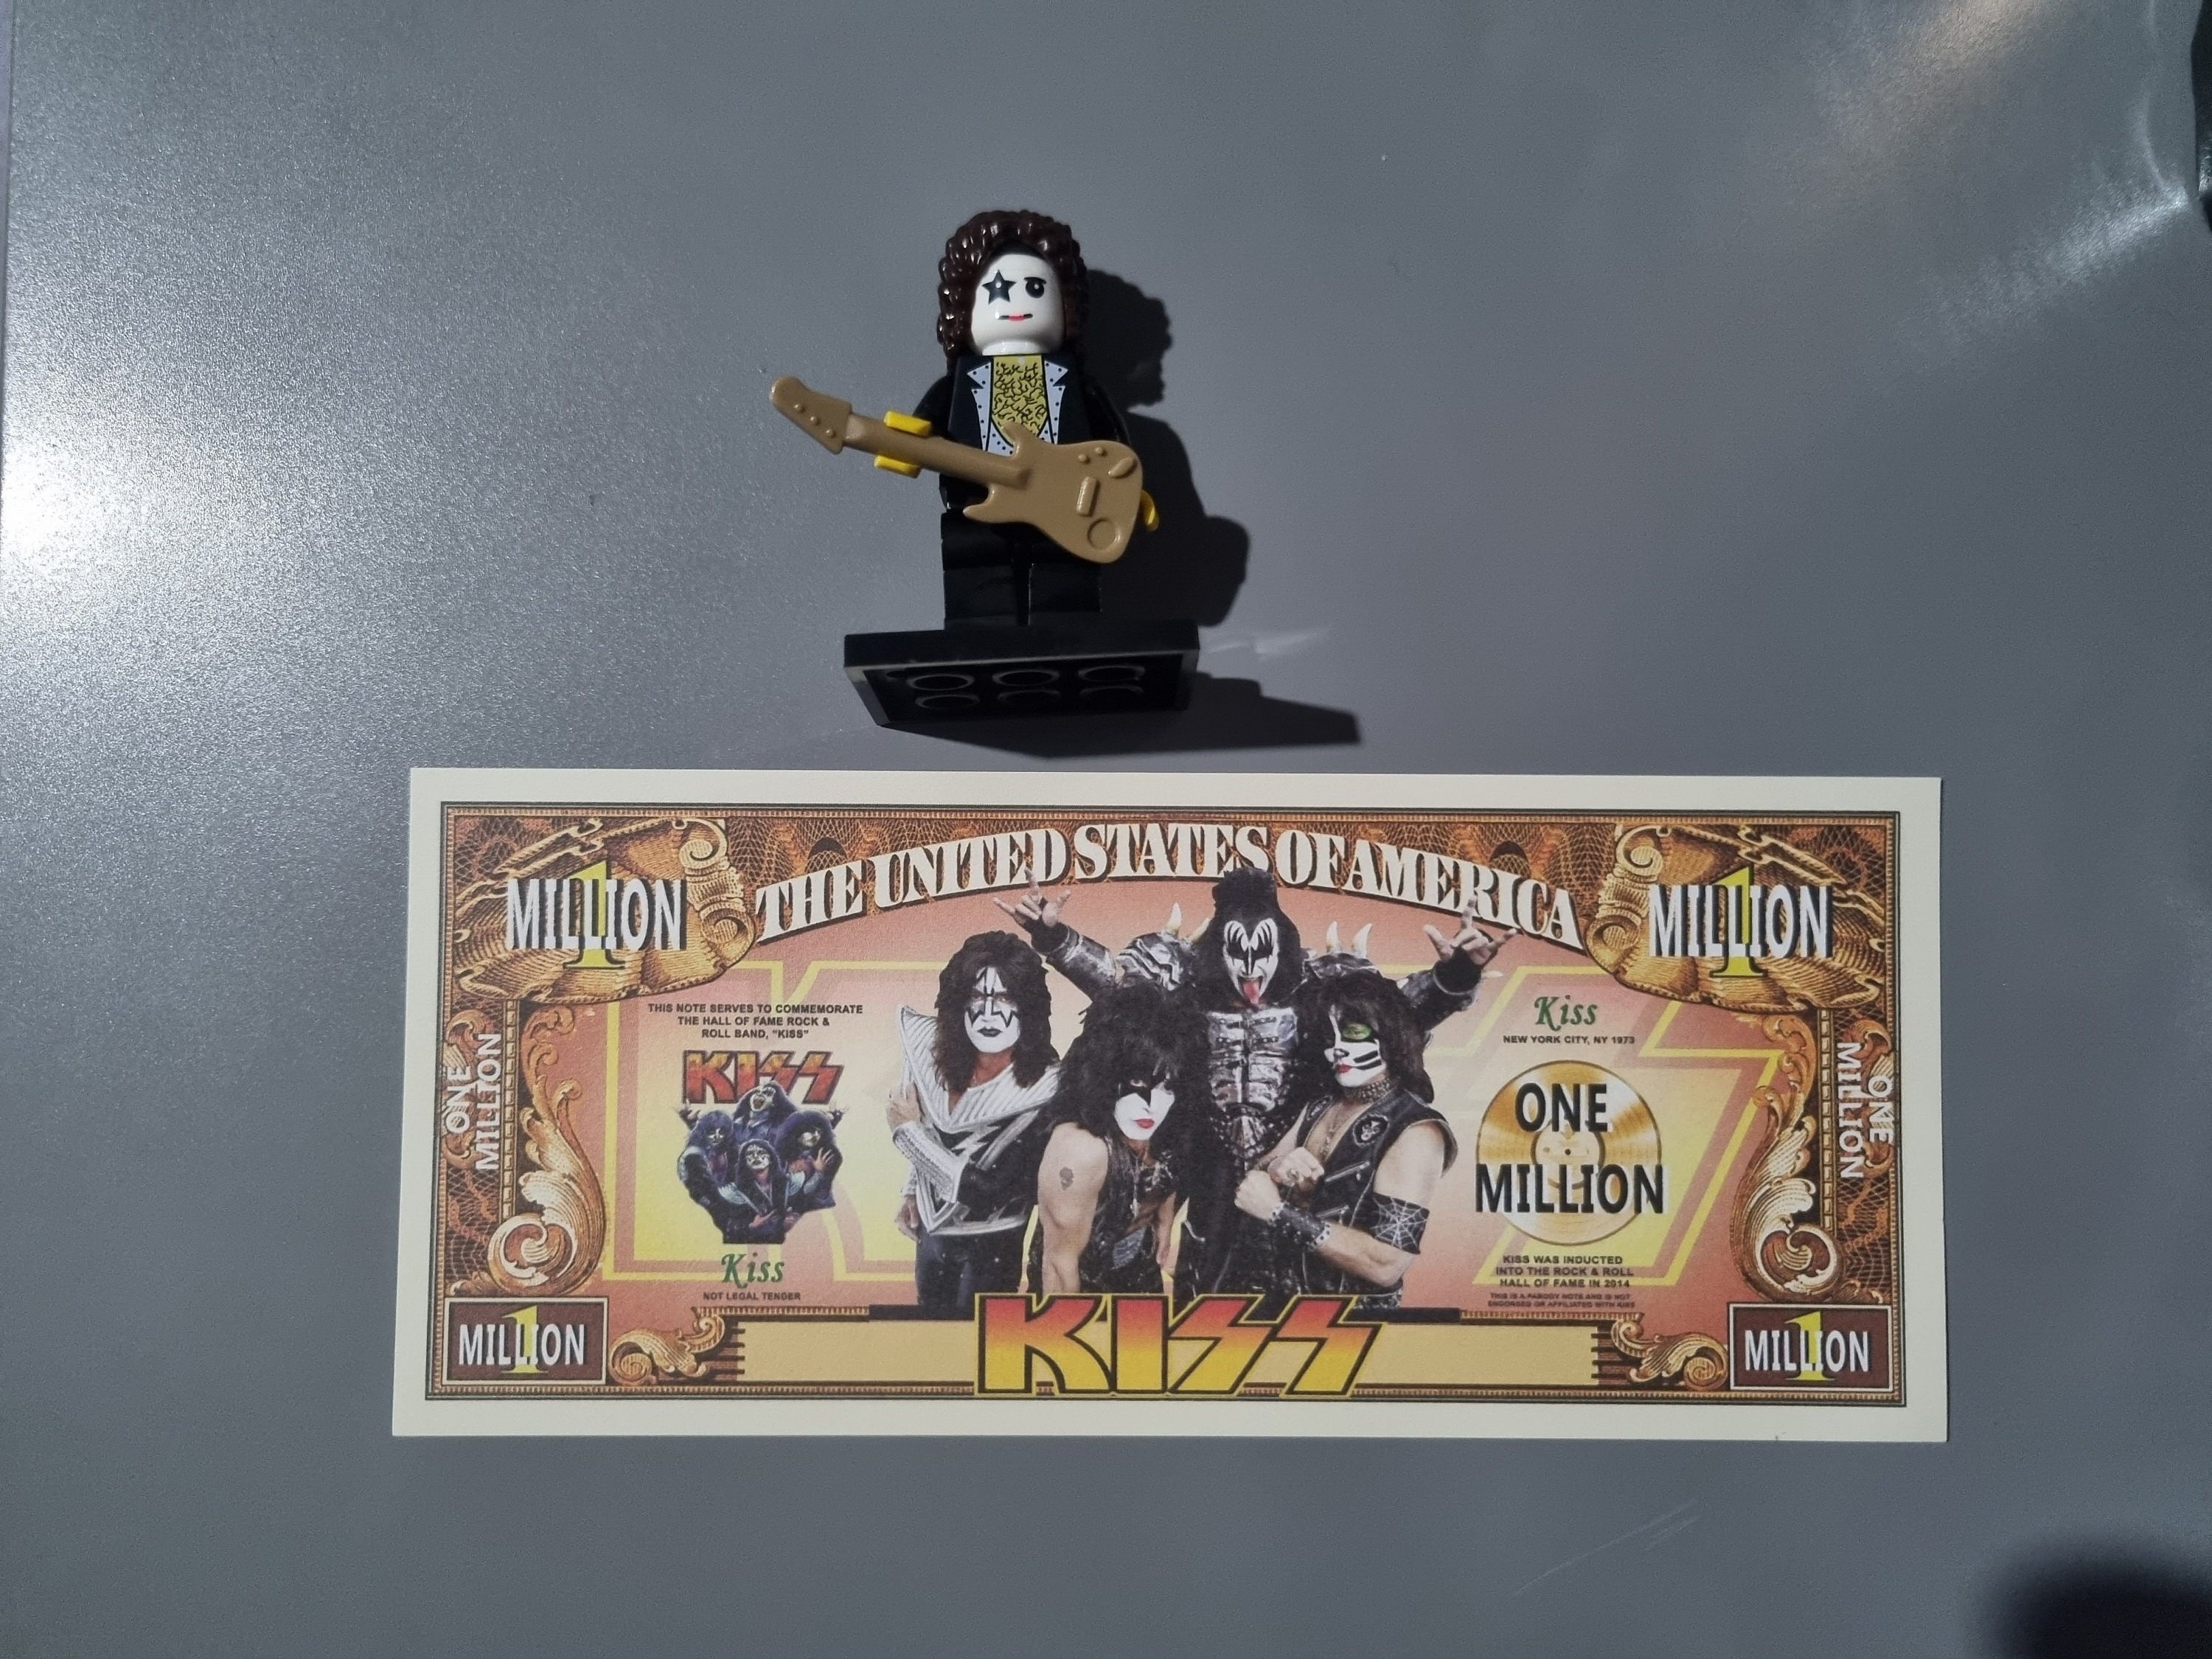 THE UNITED STATES OF AMERICA
1 MILLION
1 MILLION
THIS NOTE SERVES TO COMMEMORATE
THE HALL OF FAME ROCK &
ROLL BAND, "KISS"
KISS
Kiss
NOT LEGAL TENDER
ONE
MILLION
Kiss
NEW YORK CITY, NY 1973
ONE
MILLION
KISS WAS INDUCTED
INTO THE ROCK & ROLL
HALL OF FAME IN 2014
THIS IS A PARODY NOTE AND IS NOT
ENDORSED OR AFFILIATED WITH KISS
ONE
MILLION
1 MILLION
KISS
1 MILLION